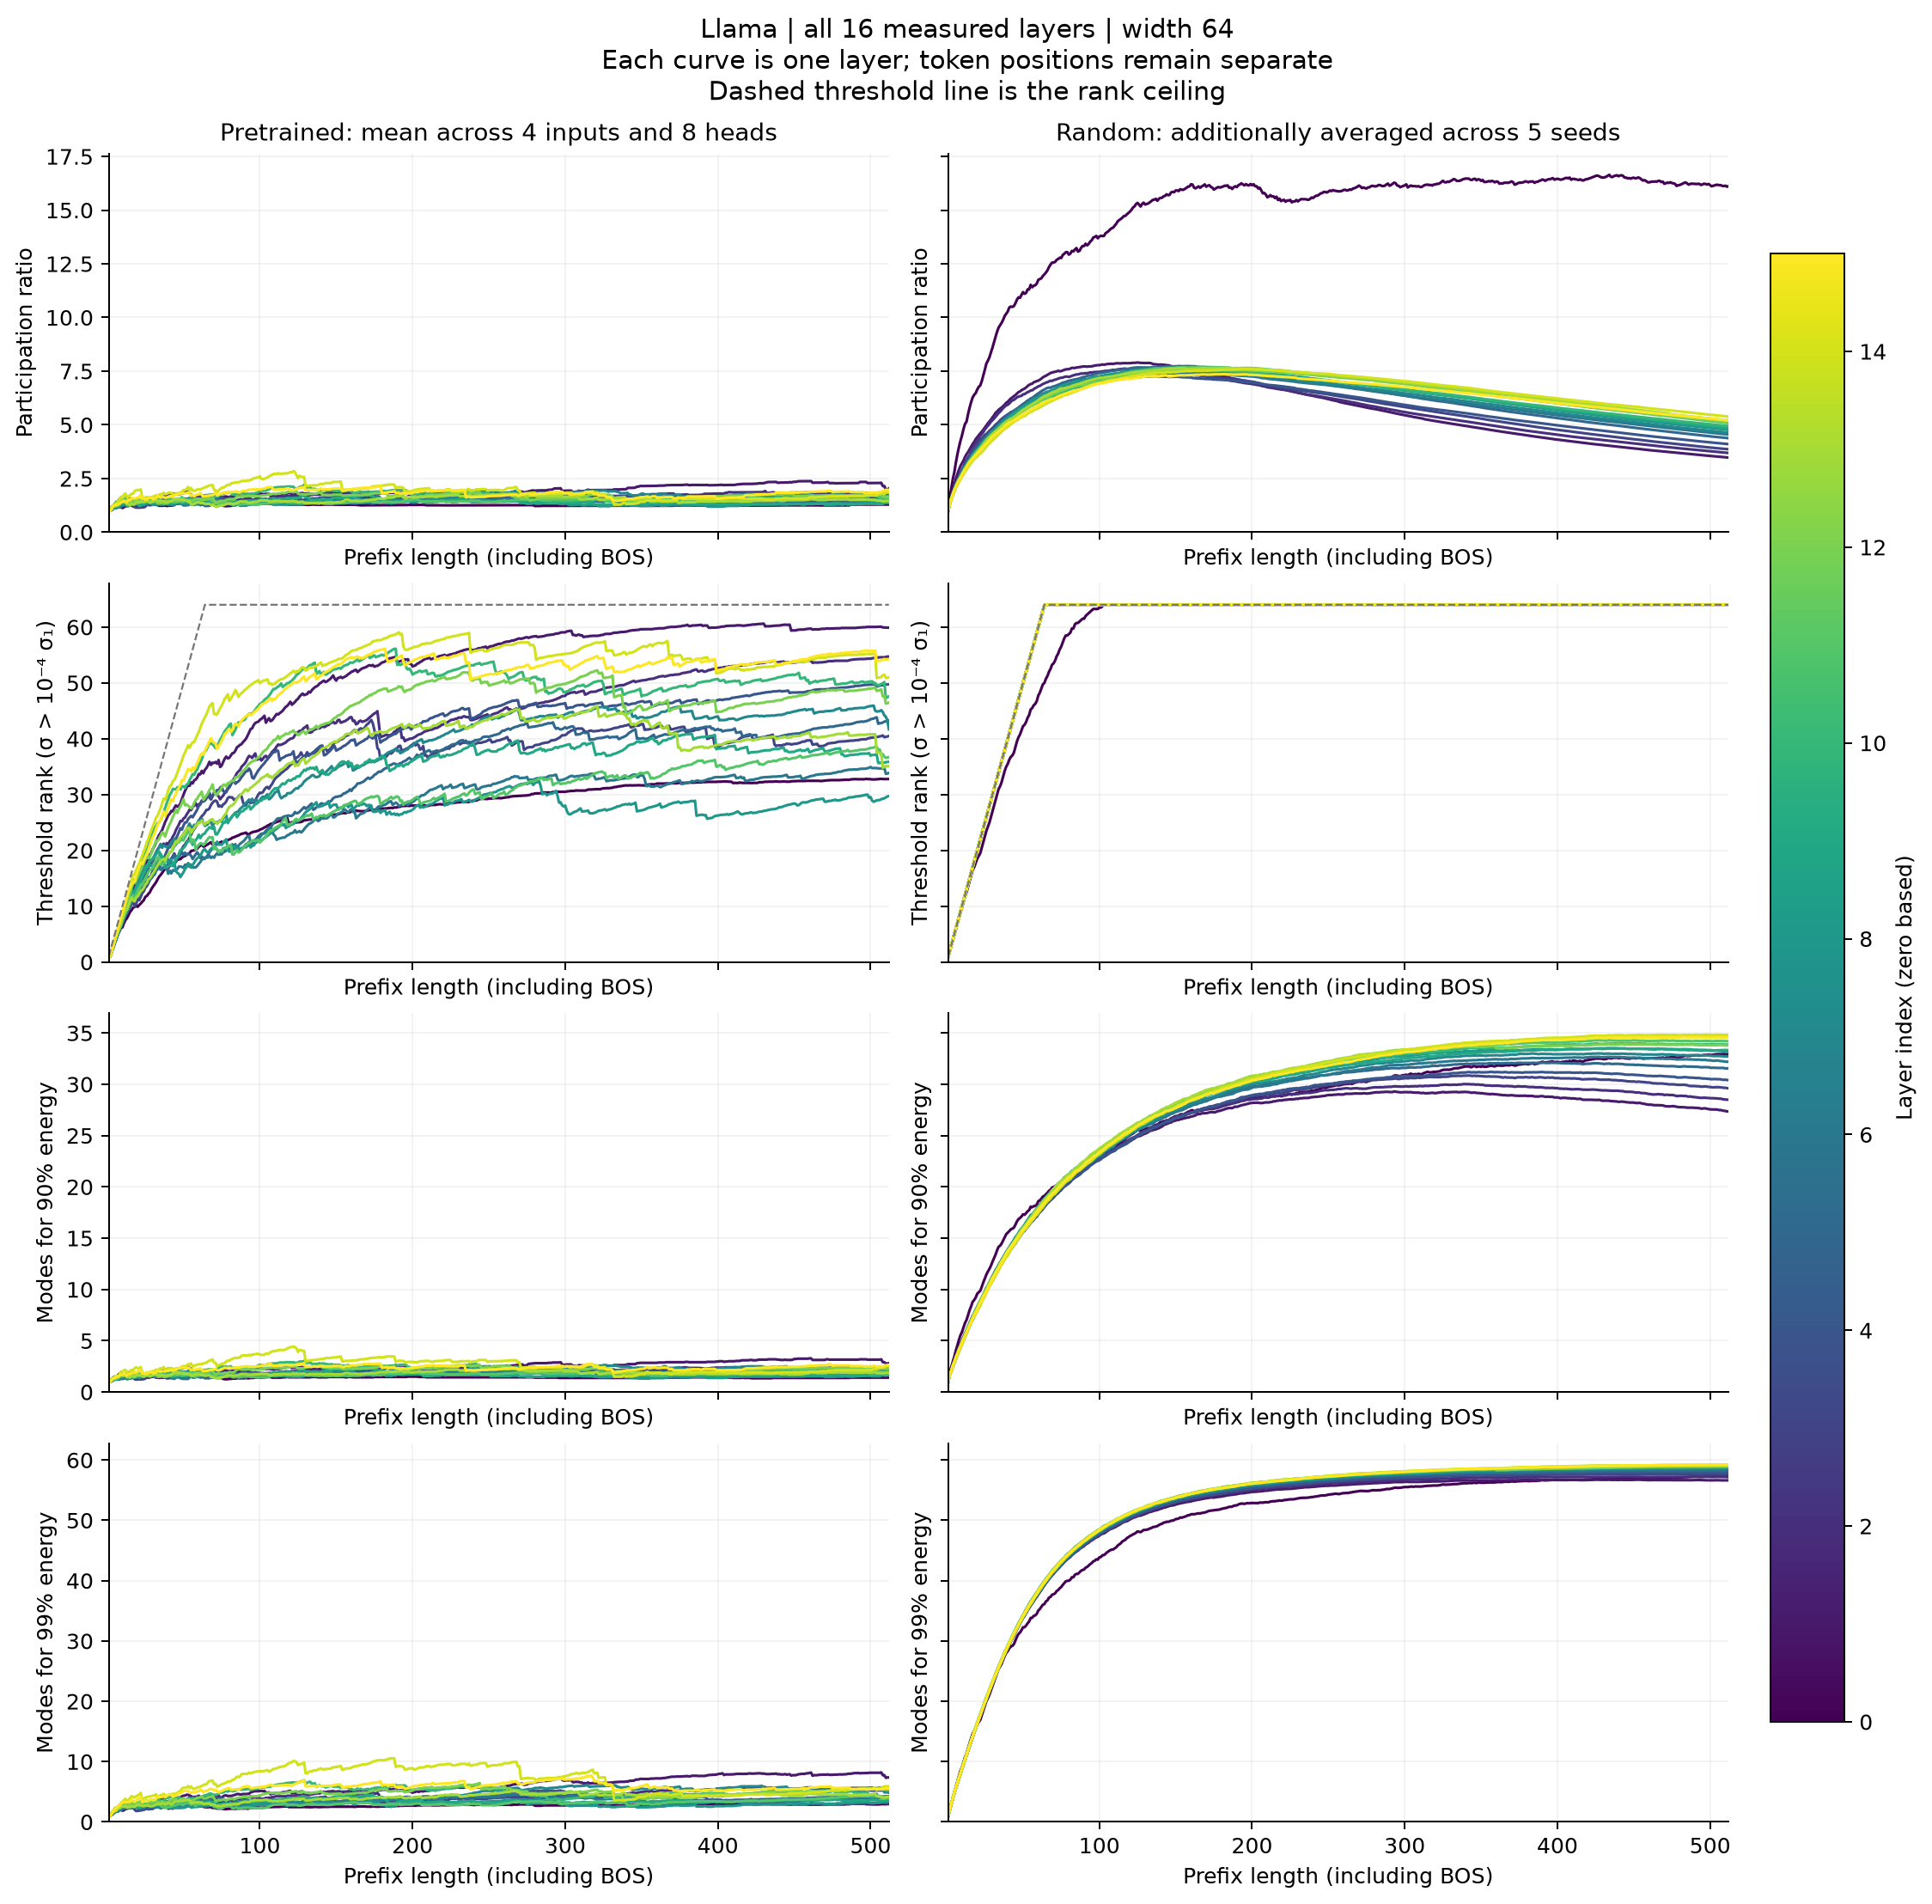 Llama | all 16 measured layers | width 64
Each curve is one layer; token positions remain separate
Dashed threshold line is the rank ceiling
Pretrained: mean across 4 inputs and 8 heads
Random: additionally averaged across 5 seeds
Participation ratio
17.5
15.0
12.5
10.0
7.5
5.0
2.5
0.0
Prefix length (including BOS)
Participation ratio
Prefix length (including BOS)
Threshold rank (σ > 10⁻⁴ σ₁)
60
50
40
30
20
10
0
Prefix length (including BOS)
Threshold rank (σ > 10⁻⁴ σ₁)
Prefix length (including BOS)
Modes for 90% energy
35
30
25
20
15
10
5
0
Prefix length (including BOS)
Modes for 90% energy
Prefix length (including BOS)
Modes for 99% energy
60
50
40
30
20
10
0
100 200 300 400 500
Prefix length (including BOS)
Modes for 99% energy
100 200 300 400 500
Prefix length (including BOS)
14
12
10
8
6
4
2
0
Layer index (zero based)